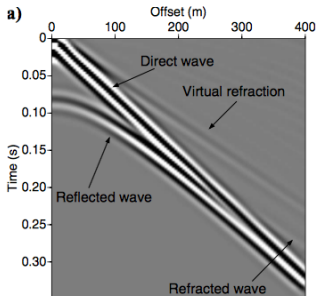 a)
Offset (m)
0 100 200 300 400
0
0.05
0.10
0.15
0.20
0.25
0.30
Time (s)
Direct wave
Virtual refraction
Reflected wave
Refracted wave